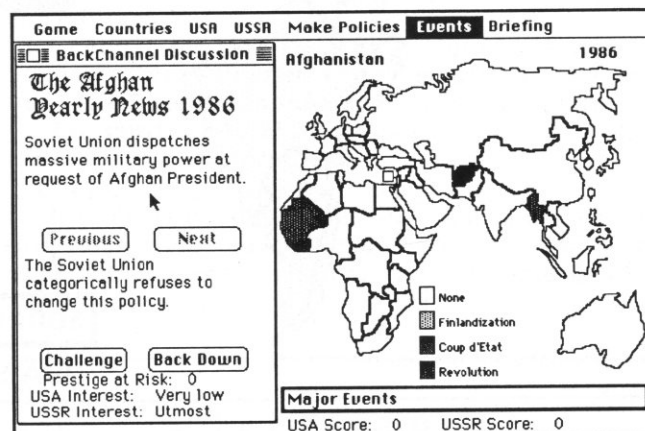 Game Countries USA USSR Make Policies Events Briefing
BackChannel Discussion
The Afghan
Yearly News 1986
Soviet Union dispatches
massive military power at
request of Afghan President.
Previous Next
The Soviet Union
categorically refuses to
change this policy.
Challenge Back Down
Prestige at Risk: 0
USA Interest: Very low
USSR Interest: Utmost
Afghanistan 1986
None
Finlandization
Coup d'Etat
Revolution
Major Events
USA Score: 0 USSR Score: 0